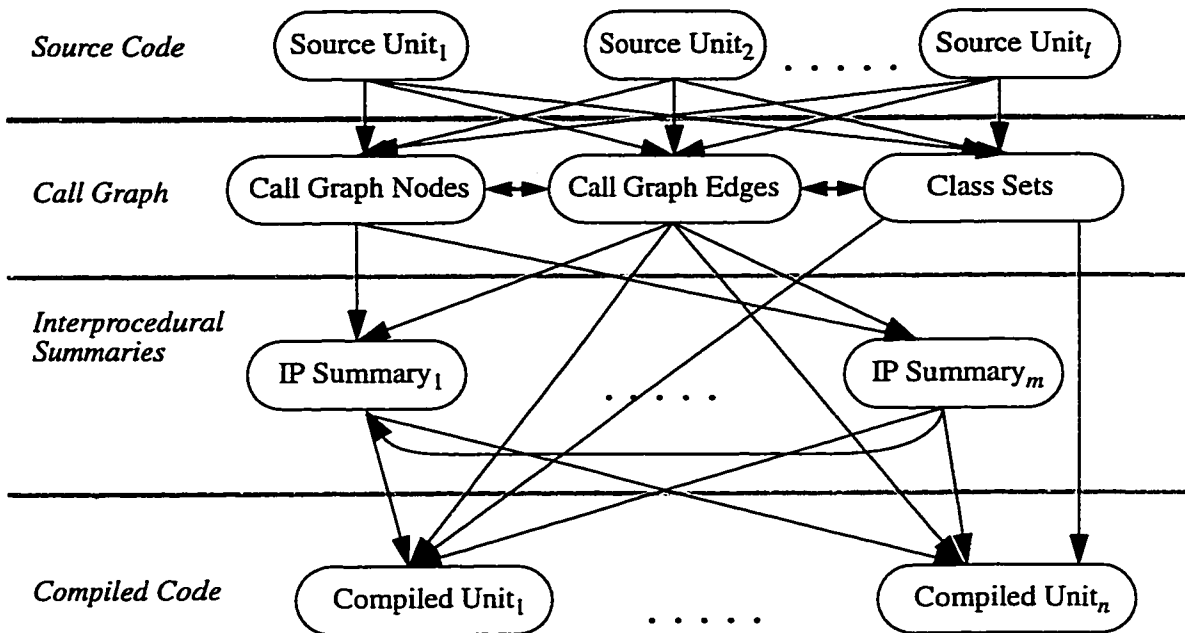 Source Code
Source Unit1
Source Unit2
. . . . .
Source Unitl
Call Graph
Call Graph Nodes
Call Graph Edges
Class Sets
Interprocedural
Summaries
IP Summary1
. . . . .
IP Summarym
Compiled Code
Compiled Unit1
. . . . .
Compiled Unitn